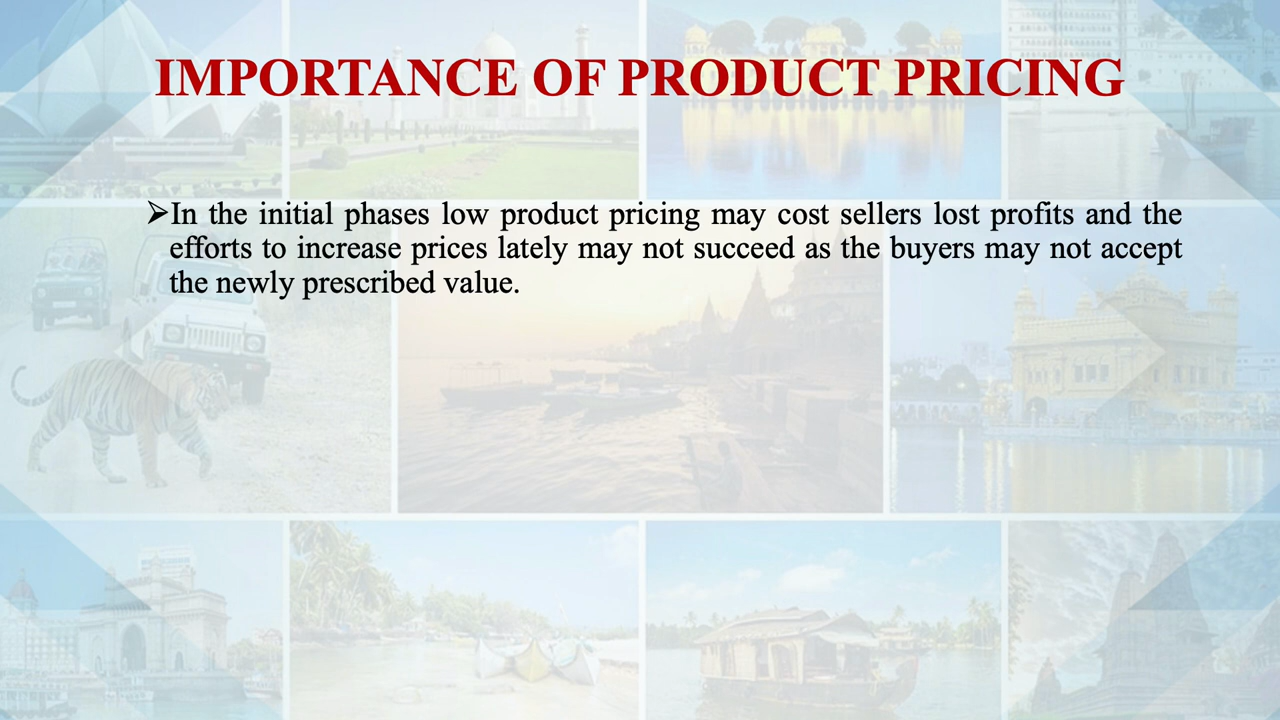 IMPORTANCE OF PRODUCT PRICING
➢In the initial phases low product pricing may cost sellers lost profits and the
efforts to increase prices lately may not succeed as the buyers may not accept
the newly prescribed value.